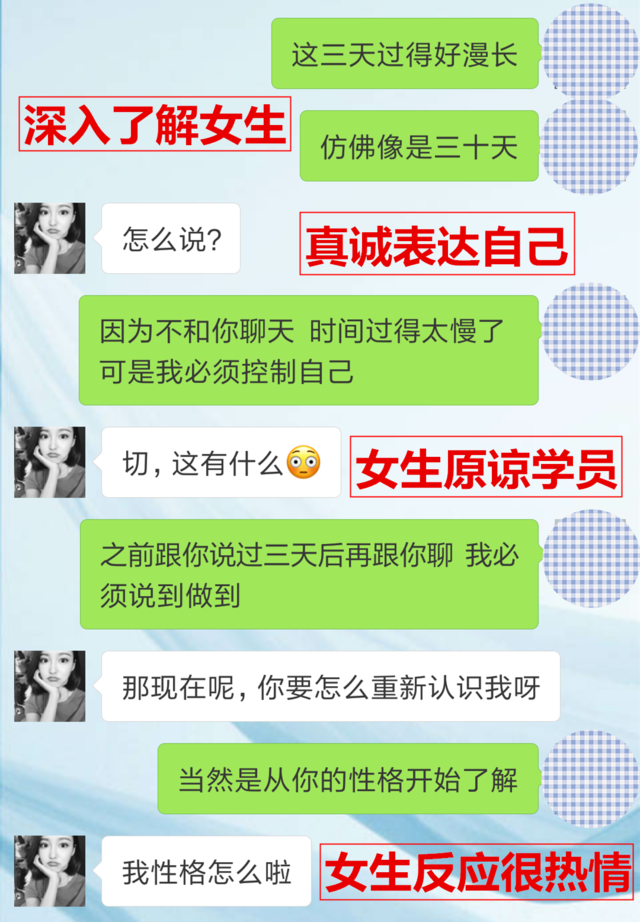 这三天过得好漫长
深入了解女生
仿佛像是三十天
怎么说?
真诚表达自己
因为不和你聊天 时间过得太慢了
可是我必须控制自己
切,这有什么😳
女生原谅学员
之前跟你说过三天后再跟你聊 我必
须说到做到
那现在呢,你要怎么重新认识我呀
当然是从你的性格开始了解
我性格怎么啦
女生反应很热情